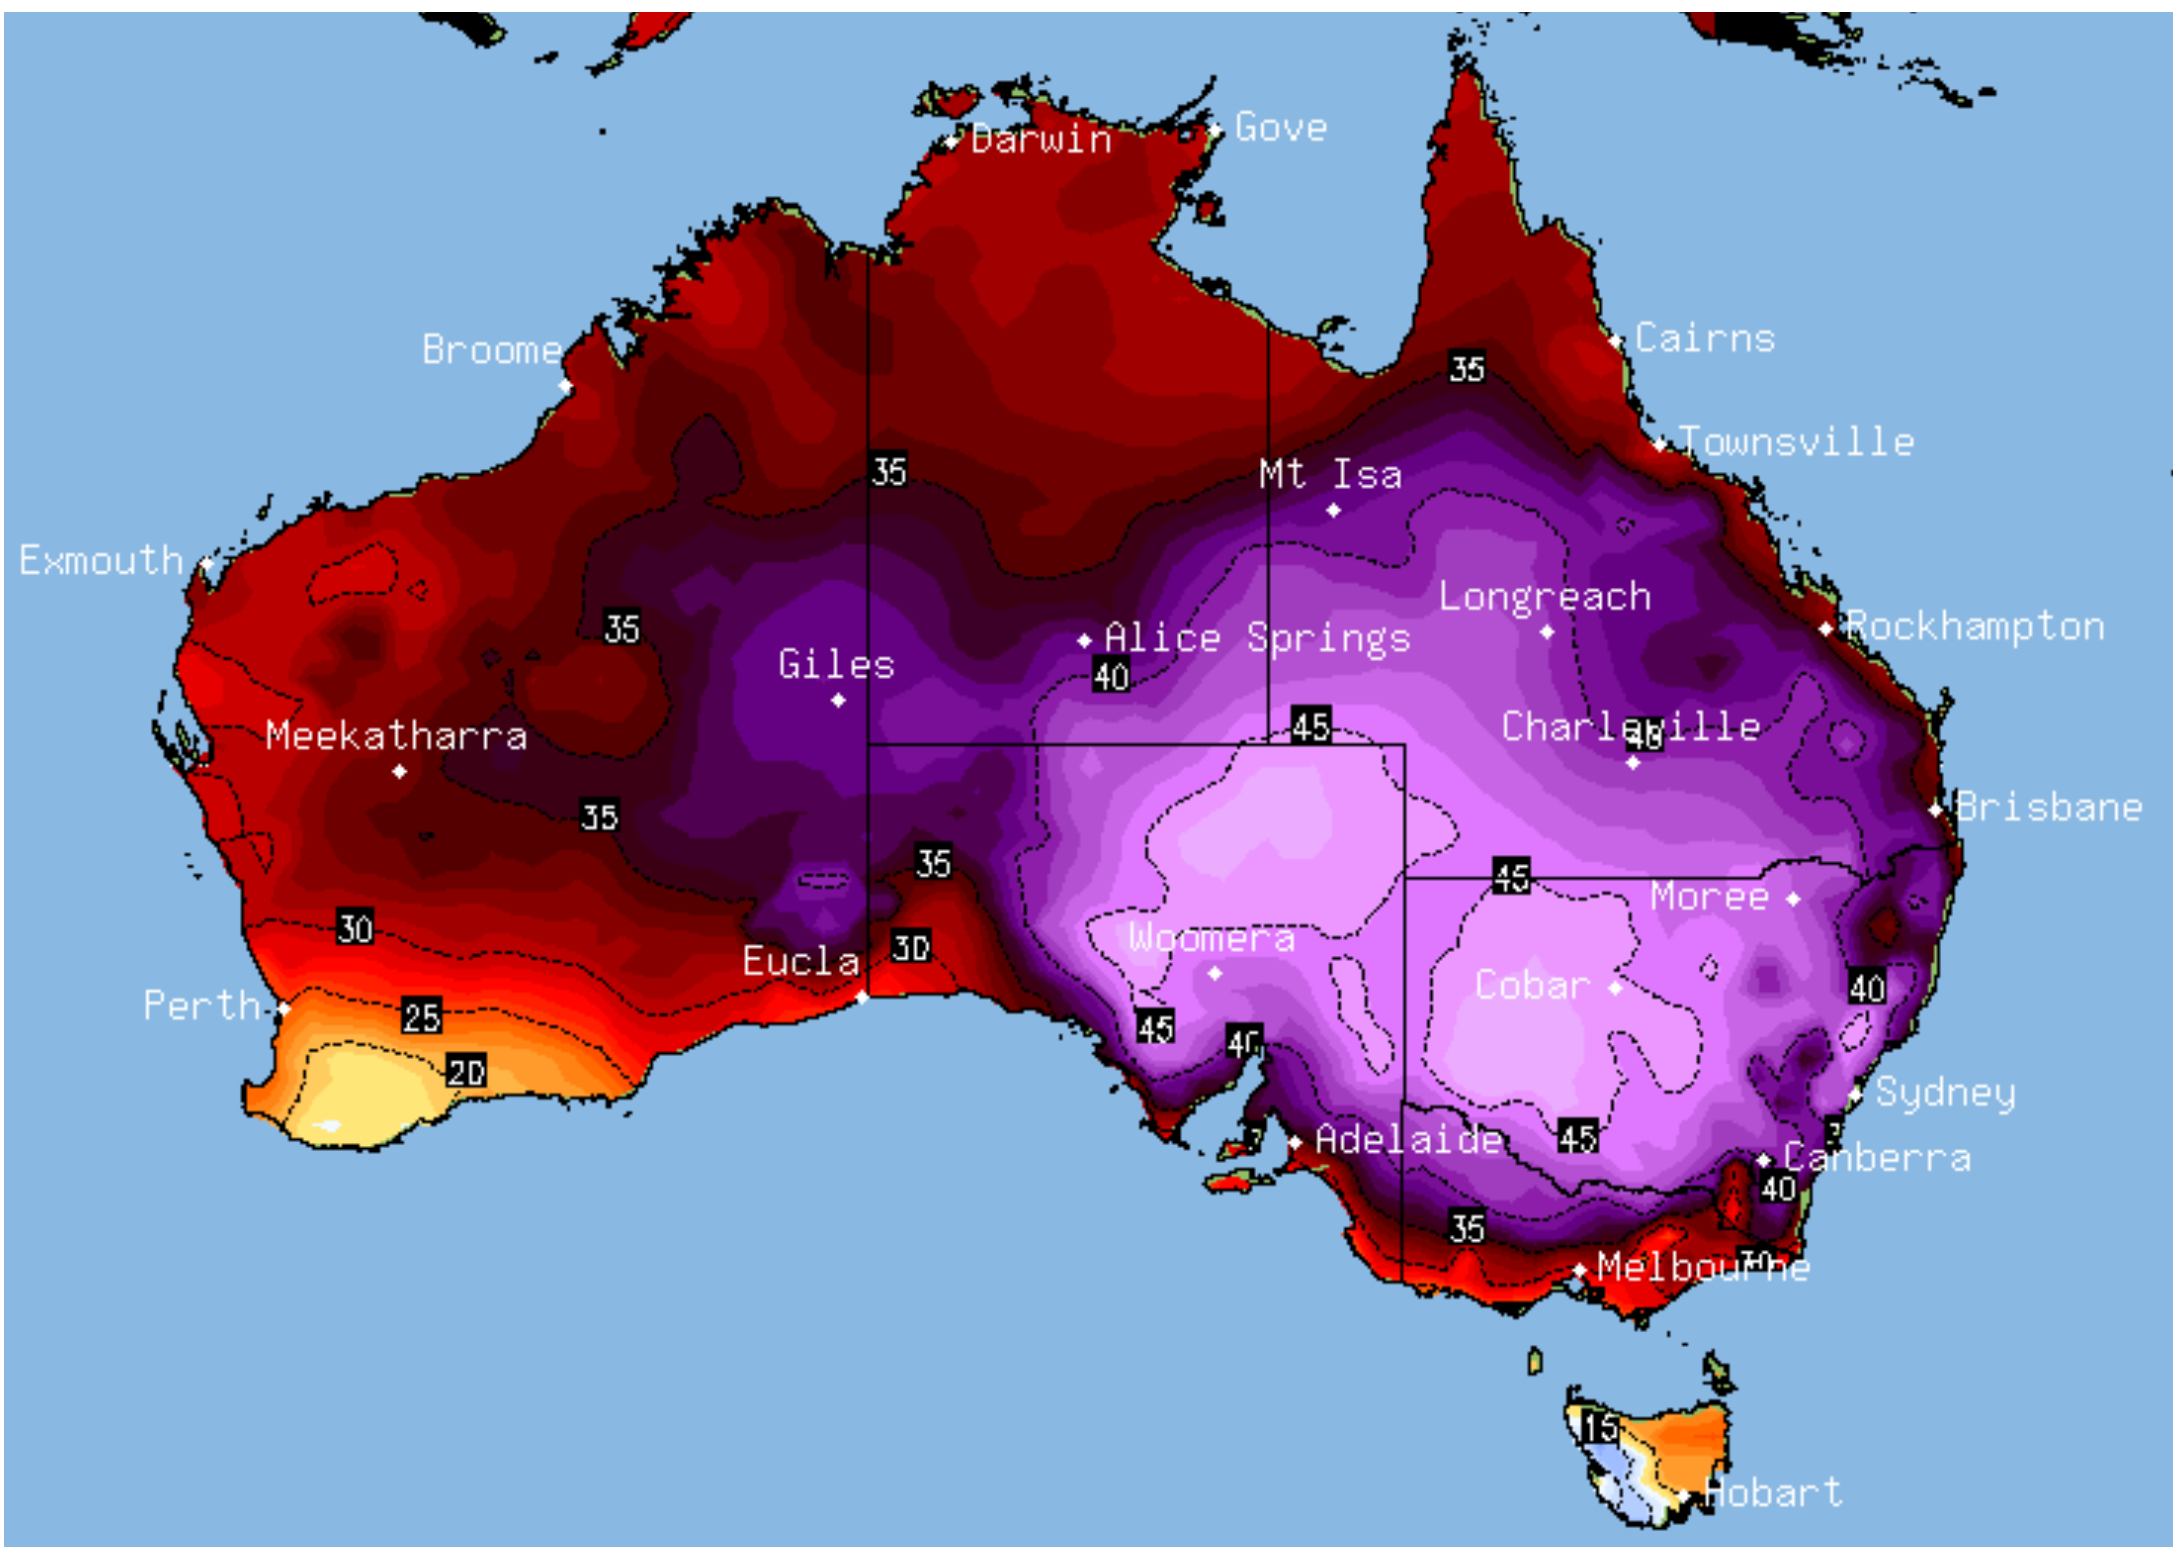 Gove
Darwin
Cairns
Broome
35
Townsville
35
Mt Isa
Exmouth
Longreach
35
Rockhampton
Alice Springs
Giles
40
45
Charleville
40
Meekatharra
Brisbane
35
35
45
Moree
30
Woomera
30
Eucla
Cobar
40
Perth
25
45
40
20
Sydney
Adelaide
45
Canberra
40
35
30
Melbourne
15
Hobart